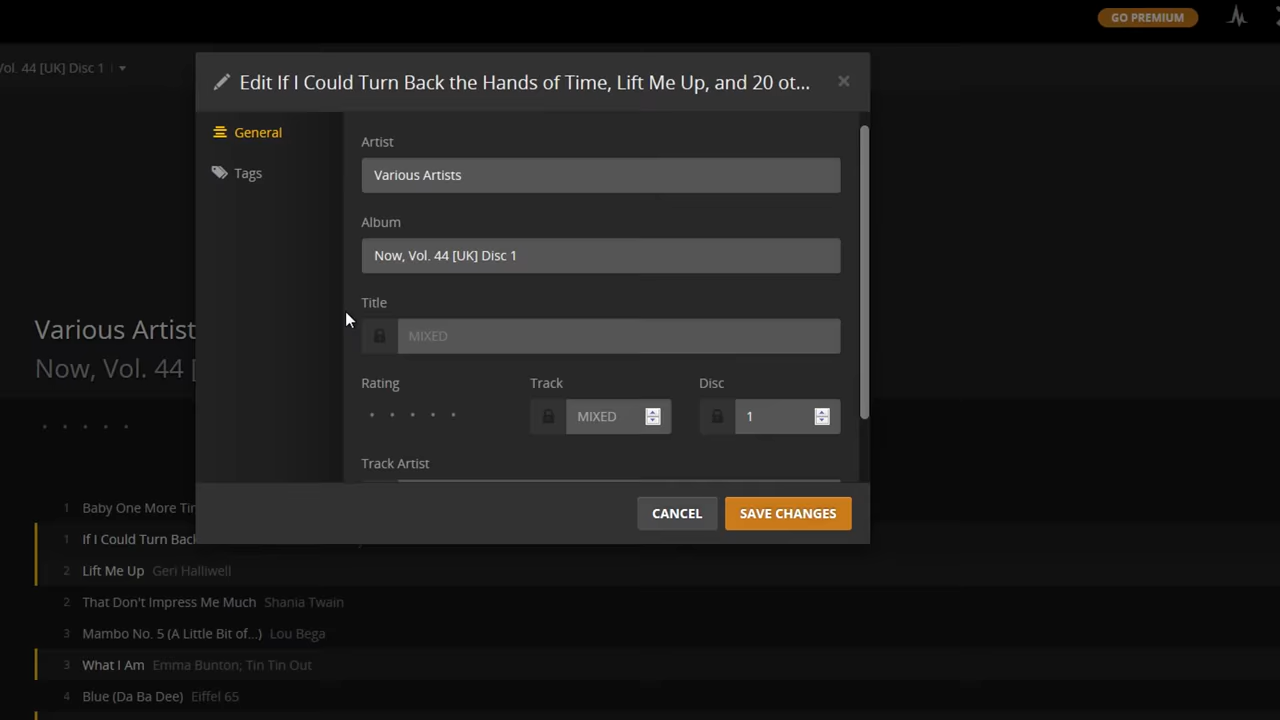 GO PREMIUM
Vol. 44 [UK] Disc 1
Edit If I Could Turn Back the Hands of Time, Lift Me Up, and 20 ot...
General
Tags
Artist
Various Artists
Album
Now, Vol. 44 [UK] Disc 1
Title
MIXED
Rating
Track
Disc
MIXED
1
Track Artist
CANCEL
SAVE CHANGES
Various Artist
Now, Vol. 44 [
1 Baby One More Tin
1 If I Could Turn Back
2 Lift Me Up Geri Halliwell
2 That Don't Impress Me Much Shania Twain
3 Mambo No. 5 (A Little Bit of...) Lou Bega
3 What I Am Emma Bunton; Tin Tin Out
4 Blue (Da Ba Dee) Eiffel 65